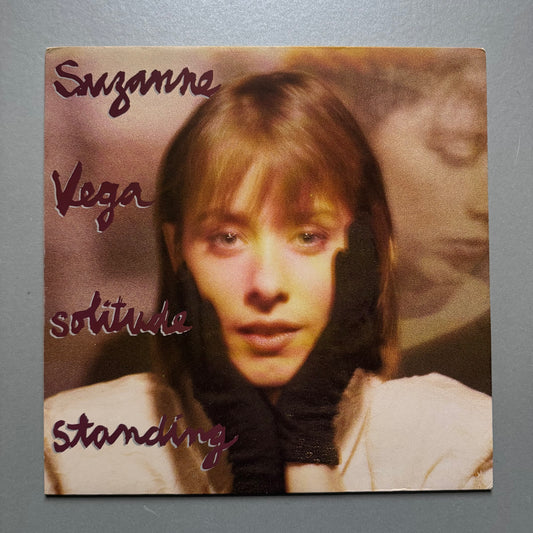 Suzanne
Vega
solitude
standing